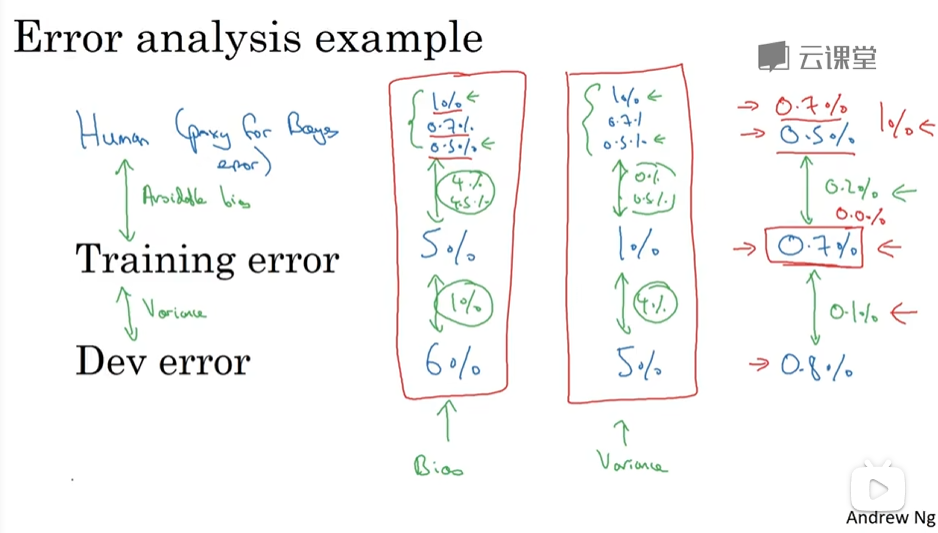 Error analysis example
云课堂
Human (proxy for Bayes error)
1% ←
0.7%
0.5% ←
1% ←
0.7%
0.5% ←
→ 0.7%
→ 0.5%
1% ←
Avoidable bias
4%
4.5%
0%
0.5%
0.2% ←
0.0%
Training error
5%
1%
→ 0.7% ←
Variance
1%
4%
0.1% ←
Dev error
6%
5%
→ 0.8%
Bias
Variance
Andrew Ng